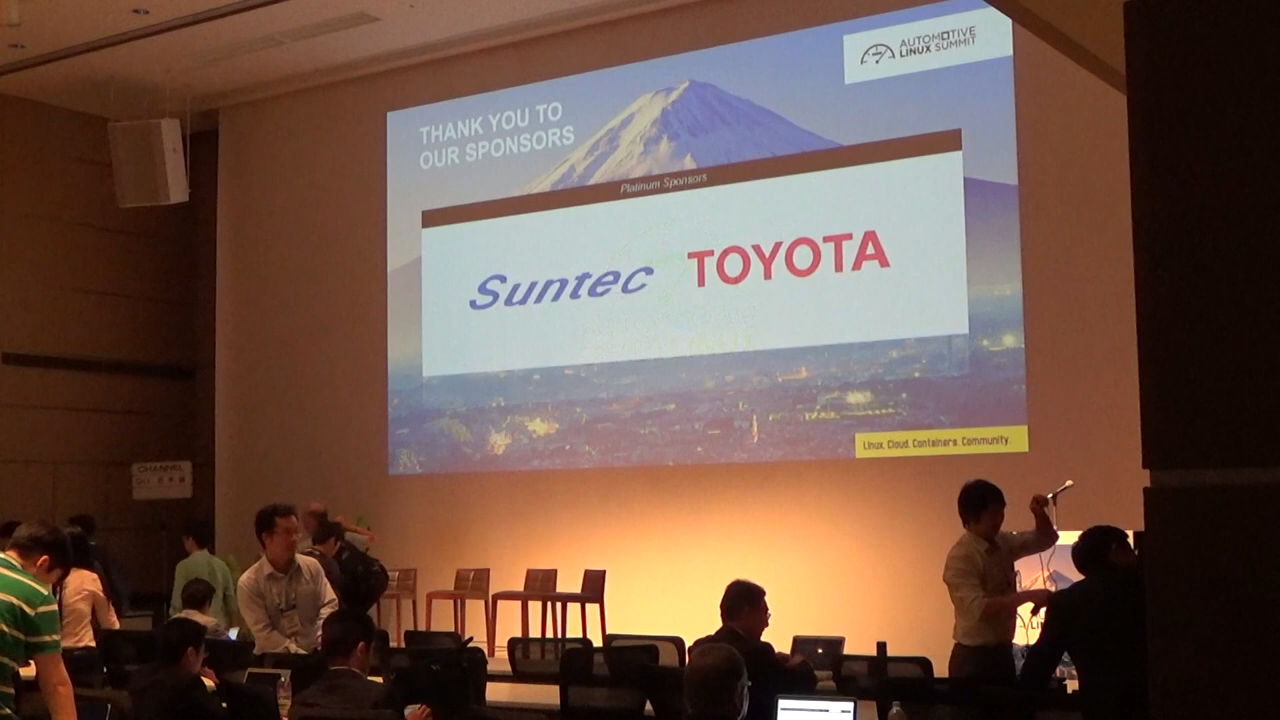 AUTOMOTIVE
LINUX SUMMIT
THANK YOU TO
OUR SPONSORS
Platinum Sponsors
Suntec
TOYOTA
Linux. Cloud. Containers. Community.
CHANNEL